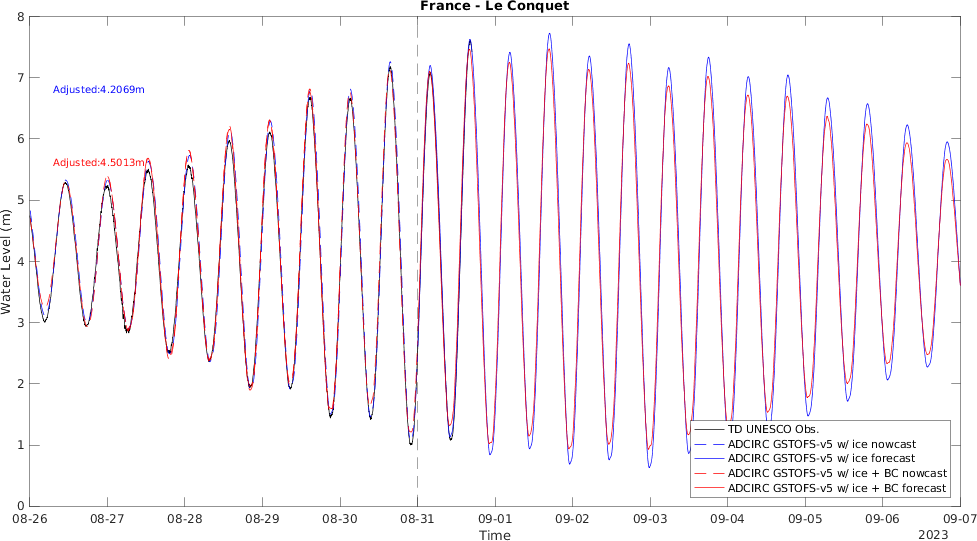 France - Le Conquet
8
7
6
5
4
3
2
1
0
Water Level (m)
Adjusted:4.2069m
Adjusted:4.5013m
TD UNESCO Obs.
ADCIRC GSTOFS-v5 w/ ice nowcast
ADCIRC GSTOFS-v5 w/ ice forecast
ADCIRC GSTOFS-v5 w/ ice + BC nowcast
ADCIRC GSTOFS-v5 w/ ice + BC forecast
08-26 08-27 08-28 08-29 08-30 08-31 09-01 09-02 09-03 09-04 09-05 09-06 09-07
Time
2023